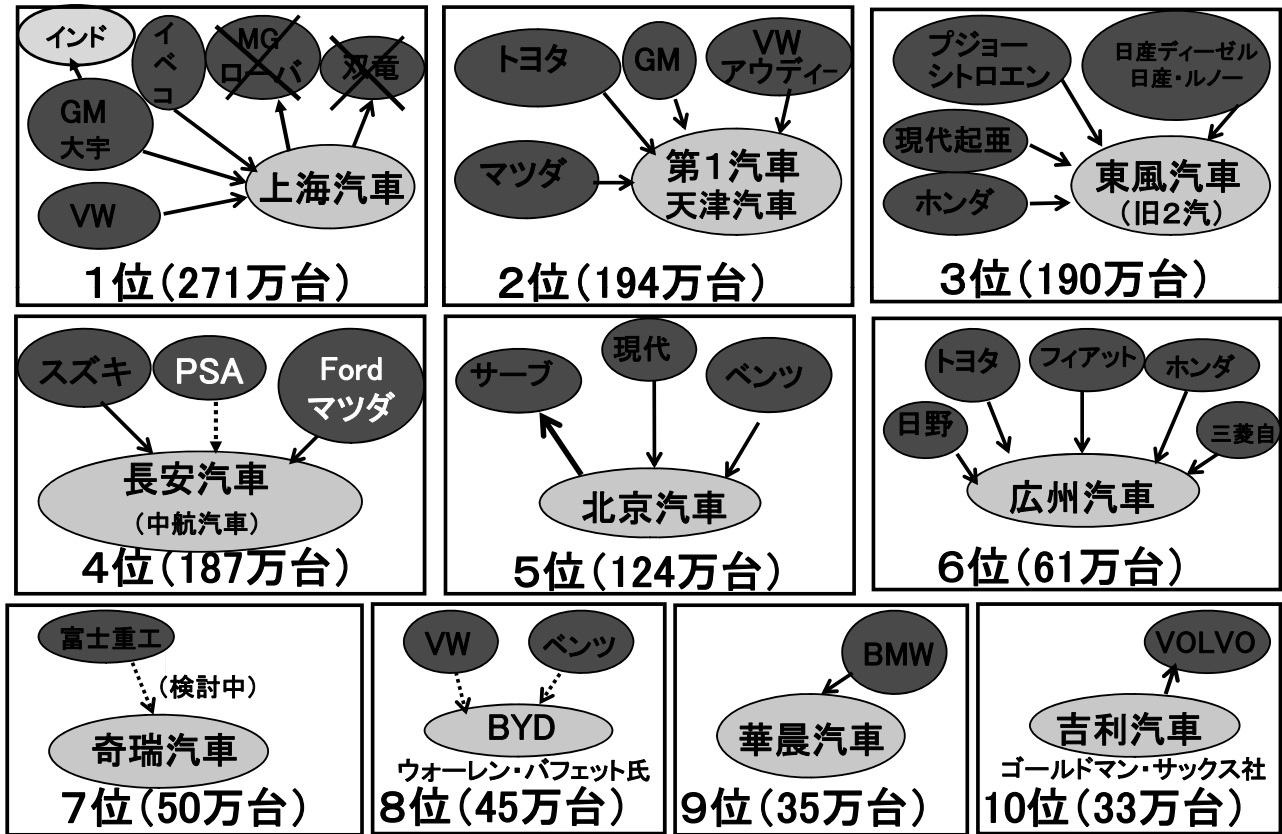 インド
イベコ
MG
ローバ
双竜
GM
大宇
VW
上海汽車
1位(271万台)
トヨタ
GM
VW
アウディー
マツダ
第1汽車
天津汽車
2位(194万台)
プジョー
シトロエン
日産ディーゼル
日産・ルノー
現代起亜
ホンダ
東風汽車
(旧2汽)
3位(190万台)
スズキ
PSA
Ford
マツダ
長安汽車
(中航汽車)
4位(187万台)
サーブ
現代
ベンツ
北京汽車
5位(124万台)
トヨタ
フィアット
ホンダ
日野
三菱自
広州汽車
6位(61万台)
富士重工
(検討中)
奇瑞汽車
7位(50万台)
VW
ベンツ
BYD
ウォーレン・バフェット氏
8位(45万台)
BMW
華晨汽車
9位(35万台)
VOLVO
吉利汽車
ゴールドマン・サックス社
10位(33万台)